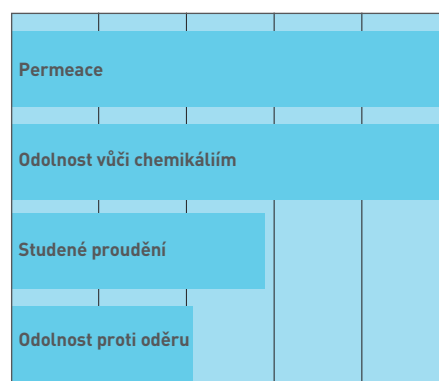 Permeace
Odolnost vůči chemikáliím
Studené proudění
Odolnost proti oděru